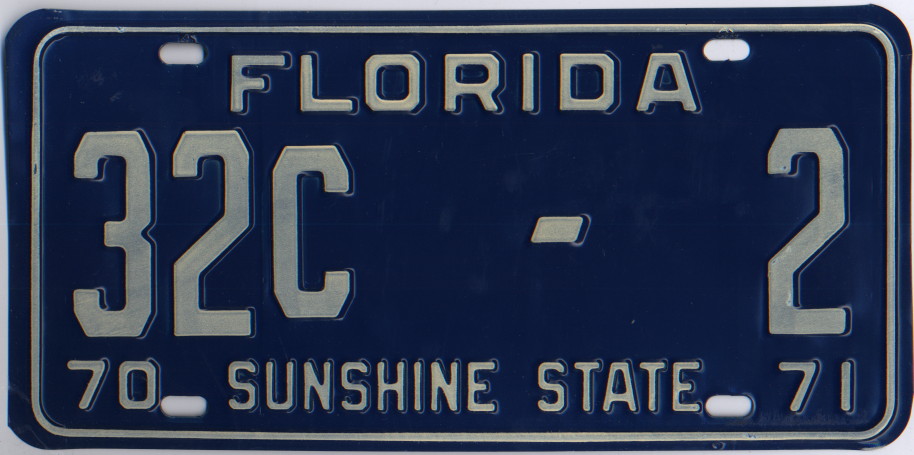 FLORIDA
32C - 2
70 SUNSHINE STATE 71